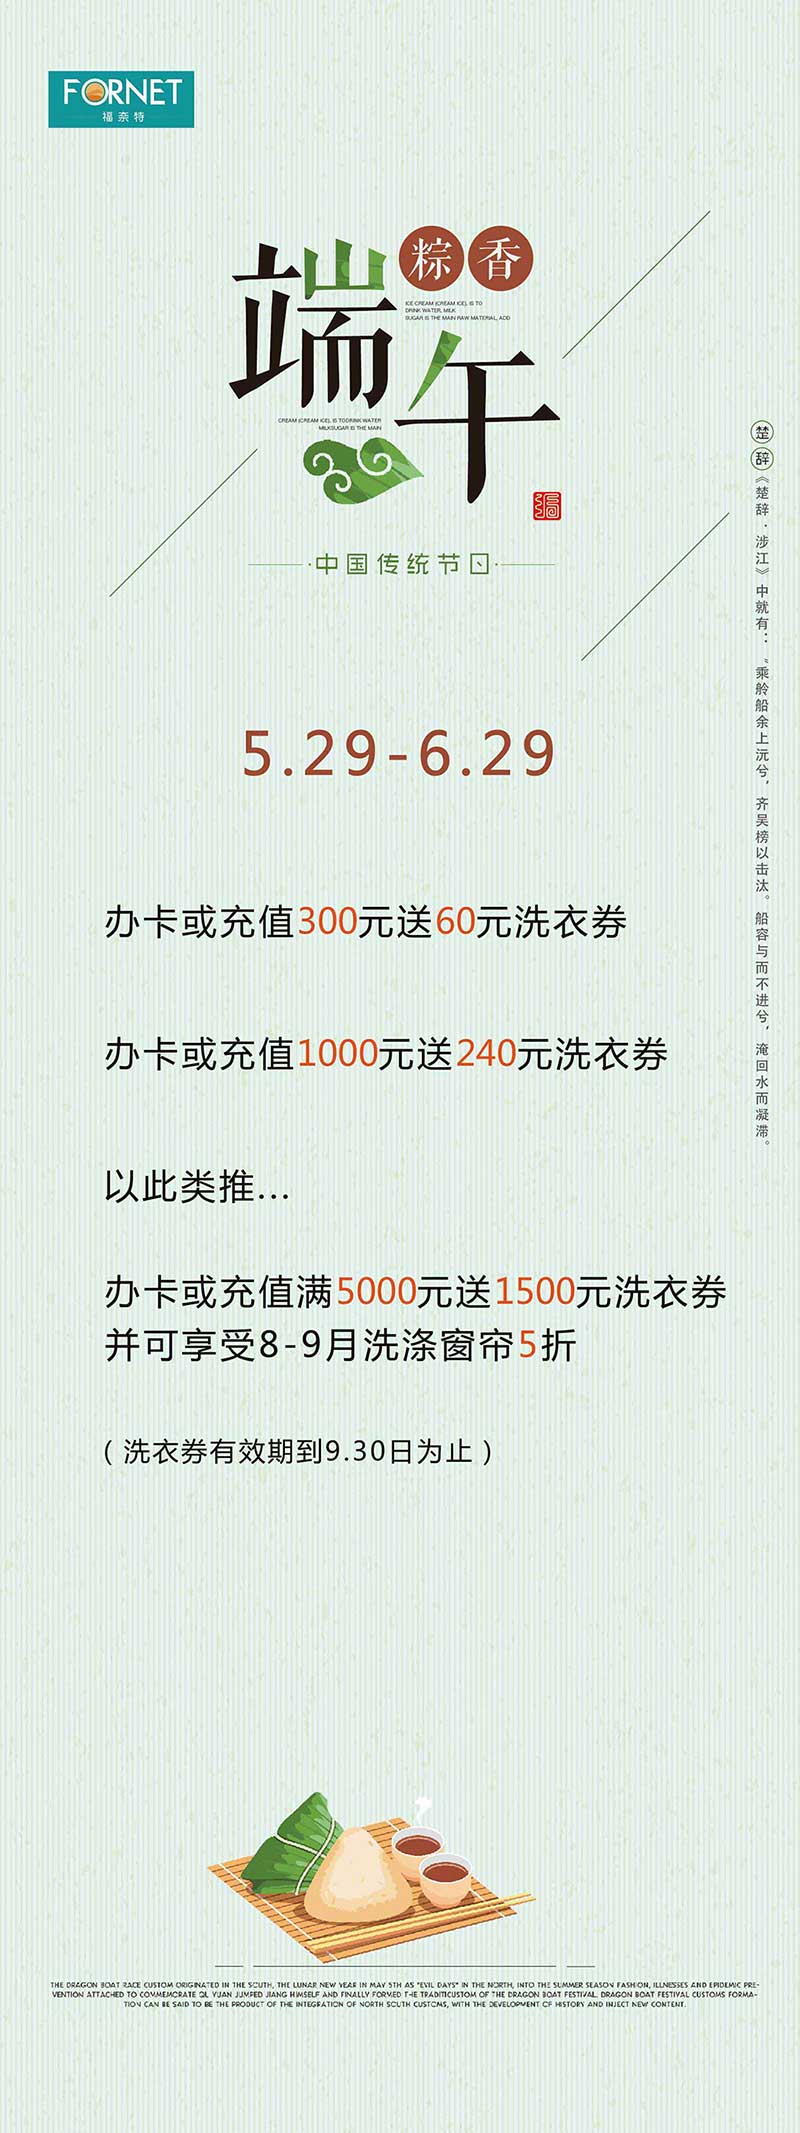 FORNET
福奈特
粽香
端午
ICE CREAM (CREAM ICE), IS TO
DRINK WATER, MILK
SUGAR IS THE MAIN RAW MATERIAL, ADD
CREAM (CREAM ICE), IS TODRINK WATER
MILKSUGAR IS THE MAIN
·中国传统节日·
楚辞
《楚辞·涉江》中就有：“乘舲船余上沅兮，齐吴榜以击汰。船容与而不进兮，淹回水而凝滞。
5.29-6.29
办卡或充值300元送60元洗衣券
办卡或充值1000元送240元洗衣券
以此类推...
办卡或充值满5000元送1500元洗衣券
并可享受8-9月洗涤窗帘5折
（洗衣券有效期到9.30日为止）
THE DRAGON BOAT RACE CUSTOM ORIGINATED IN THE SOUTH, THE LUNAR NEW YEAR IN MAY 5TH AS "EVIL DAYS" IN THE NORTH, INTO THE SUMMER SEASON FASHION, ILLNESSES AND EPIDEMIC PRE-
VENTION ATTACHED TO COMMEMORATE QL YUAN JUMPED JIANG HIMSELF AND FINALLY FORMED THE TRADITICUSTOM OF THE DRAGON BOAT FESTIVAL. DRAGON BOAT FESTIVAL CUSTOMS FORMA-
TION CAN BE SAID TO BE THE PRODUCT OF THE INTEGRATION OF NORTH SOUTH CUSTOMS, WITH THE DEVELOPMENT OF HISTORY AND INJECT NEW CONTENT.